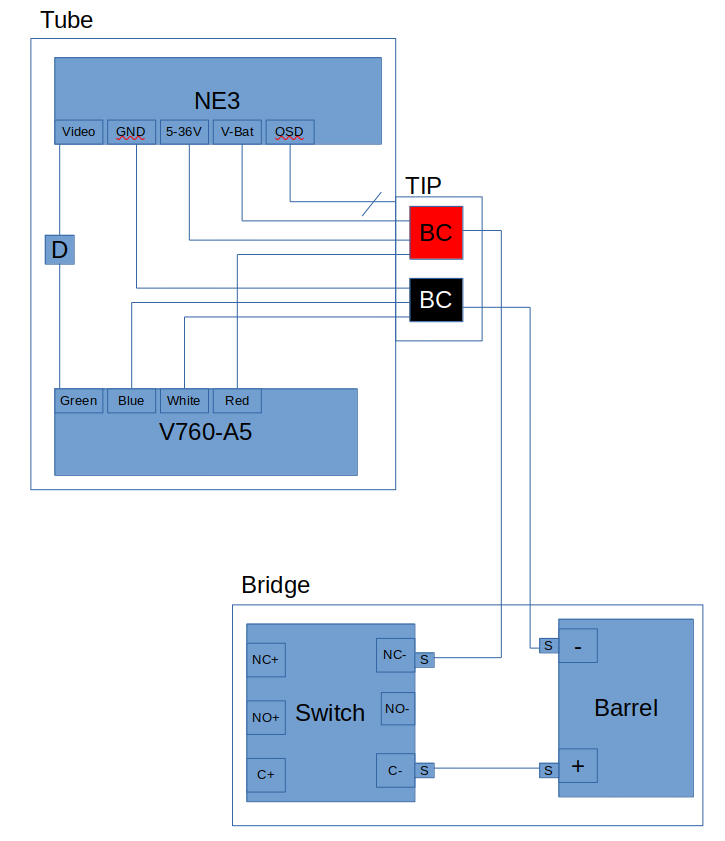 Tube
NE3
Video GND 5-36V V-Bat OSD
TIP
BC
D
BC
Green Blue White Red
V760-A5
Bridge
NC+ NC- S S -
NO+ Switch NO- Barrel
C+ C- S S +